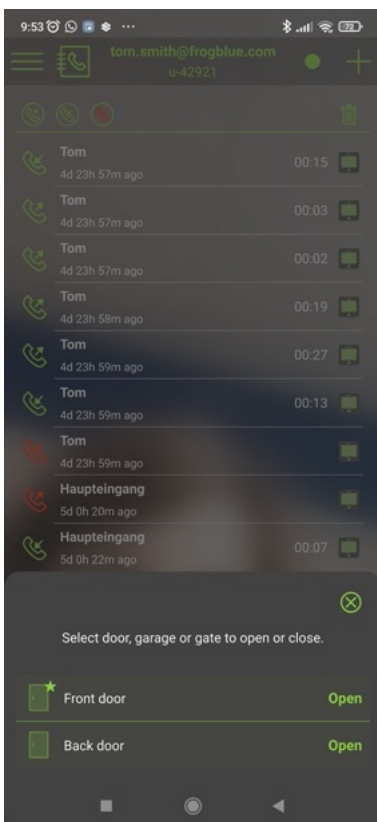 9:53
72
tom.smith@frogblue.com
u-42921
Tom
00:15
4d 23h 57m ago
Tom
00:03
4d 23h 57m ago
Tom
00:02
4d 23h 57m ago
Tom
00:19
4d 23h 58m ago
Tom
00:27
4d 23h 59m ago
Tom
00:13
4d 23h 59m ago
Tom
4d 23h 59m ago
Haupteingang
5d 0h 20m ago
Haupteingang
00:07
5d 0h 22m ago
Select door, garage or gate to open or close.
Front door Open
Back door Open